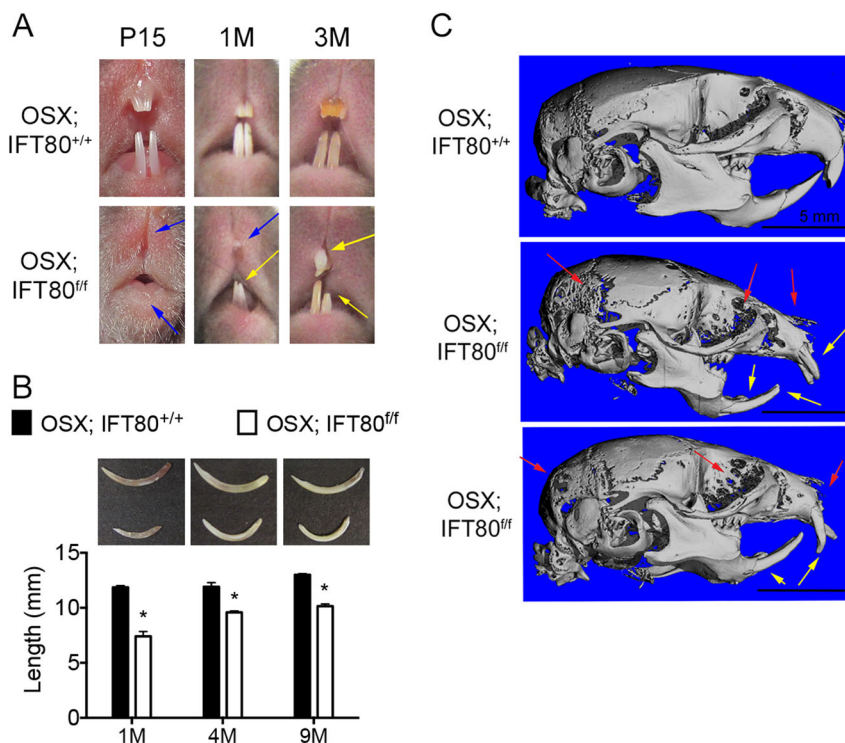 A
P15
1M
3M
OSX;
IFT80+/+
OSX;
IFT80f/f
B
OSX; IFT80+/+
OSX; IFT80f/f
Length (mm)
15
10
5
0
*
*
*
1M
4M
9M
C
OSX;
IFT80+/+
5 mm
OSX;
IFT80f/f
OSX;
IFT80f/f